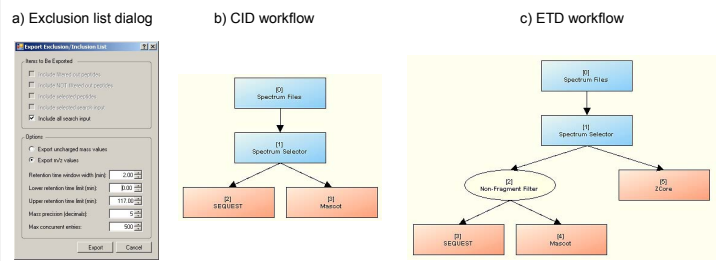 a) Exclusion list dialog
b) CID workflow
c) ETD workflow
Export Exclusion/Inclusion List
Items to Be Exported
Include filtered out peptides
Include NOT filtered out peptides
Include selected peptides
Include selected search input
Include all search input
Options
Export uncharged mass values
Export m/z values
Retention time window width (min) 2.00
Lower retention time limit (min) 0.00
Upper retention time limit (min) 117.00
Mass precision (decimals) 5
Max concurrent entries: 500
Export Cancel
[0]
Spectrum Files
[1]
Spectrum Selector
[2]
SEQUEST
[3]
Mascot
[0]
Spectrum Files
[1]
Spectrum Selector
[2]
Non-Fragment Filter
[5]
ZCore
[3]
SEQUEST
[4]
Mascot